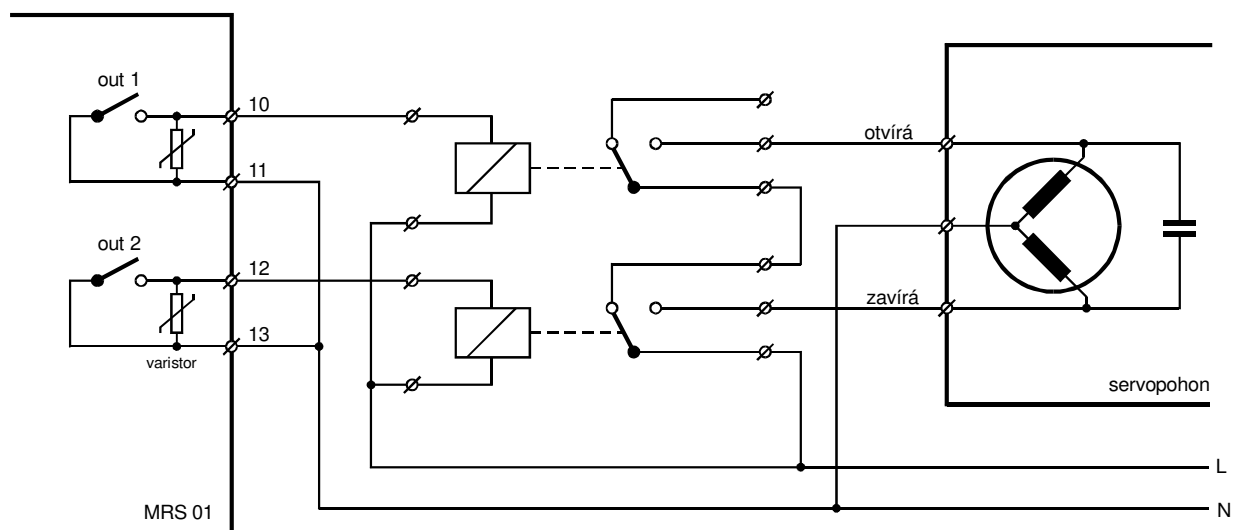 out 1
10
otvírá
11
out 2
12
zavírá
13
varistor
servopohon
L
MRS 01
N